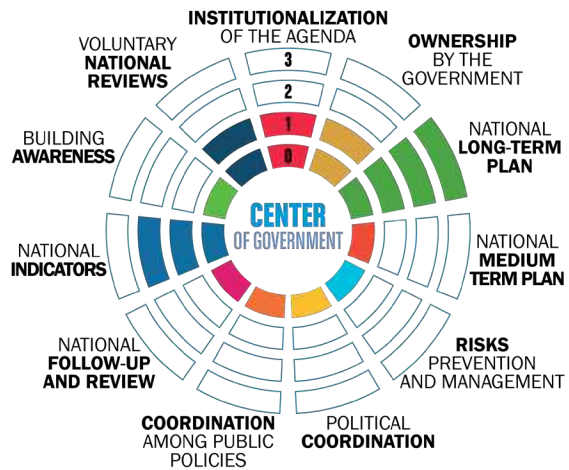 INSTITUTIONALIZATION
OF THE AGENDA
OWNERSHIP
BY THE
GOVERNMENT
NATIONAL
LONG-TERM
PLAN
NATIONAL
MEDIUM
TERM PLAN
RISKS
PREVENTION
AND MANAGEMENT
POLITICAL
COORDINATION
COORDINATION
AMONG PUBLIC
POLICIES
NATIONAL
FOLLOW-UP
AND REVIEW
NATIONAL
INDICATORS
BUILDING
AWARENESS
VOLUNTARY
NATIONAL
REVIEWS
3
2
1
0
CENTER
OF GOVERNMENT